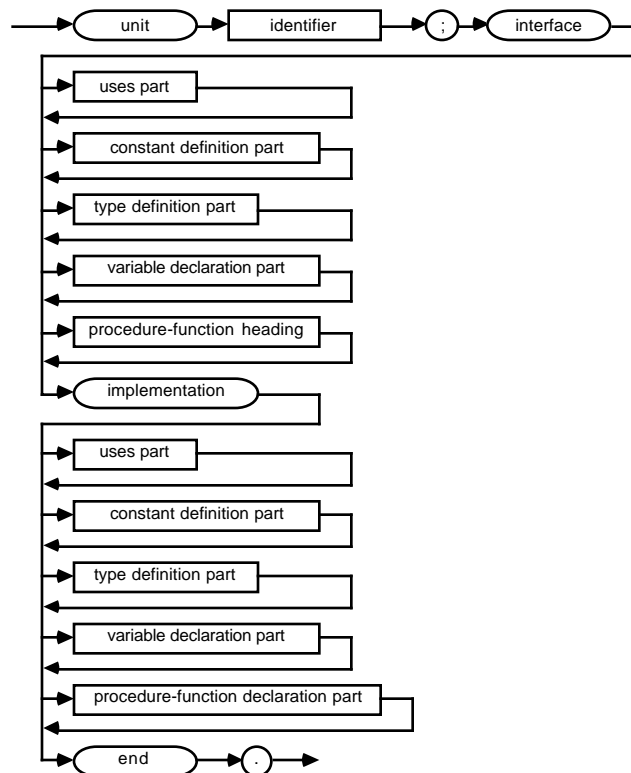 unit identifier ; interface
uses part
constant definition part
type definition part
variable declaration part
procedure-function heading
implementation
uses part
constant definition part
type definition part
variable declaration part
procedure-function declaration part
end .